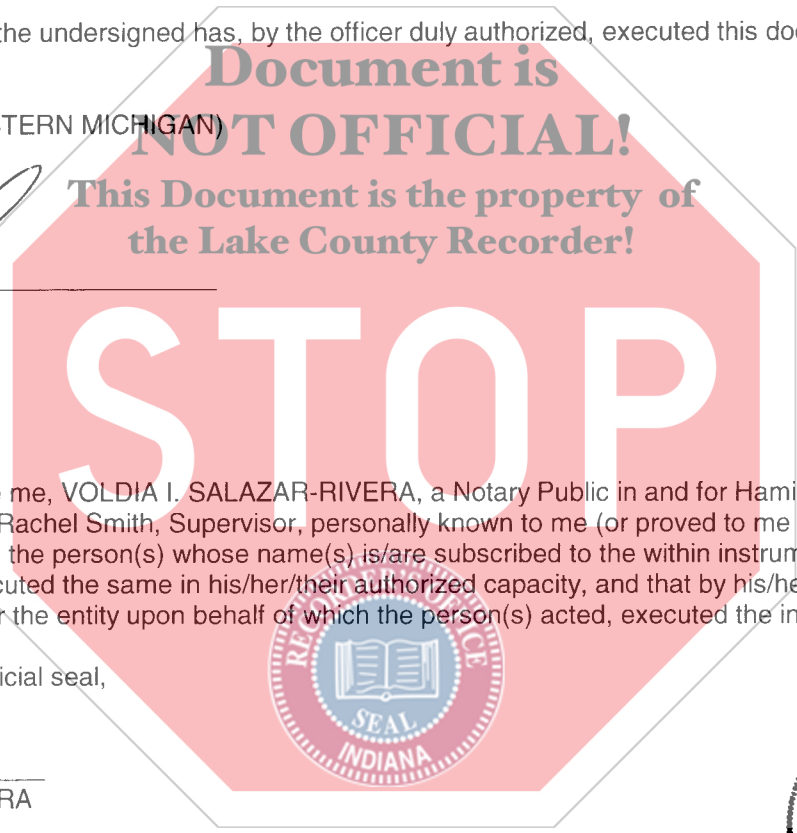 the undersigned has, by the officer duly authorized, executed this doc
Document is
TERN MICHIGAN)
NOT OFFICIAL!
This Document is the property of
the Lake County Recorder!
STOP
me, VOLDIA I. SALAZAR-RIVERA, a Notary Public in and for Hami
Rachel Smith, Supervisor, personally known to me (or proved to me
the person(s) whose name(s) is/are subscribed to the within instrum
cuted the same in his/her/their authorized capacity, and that by his/he
r the entity upon behalf of which the person(s) acted, executed the in
RECORDER'S OFFICE
icial seal,
SEAL
INDIANA
RA